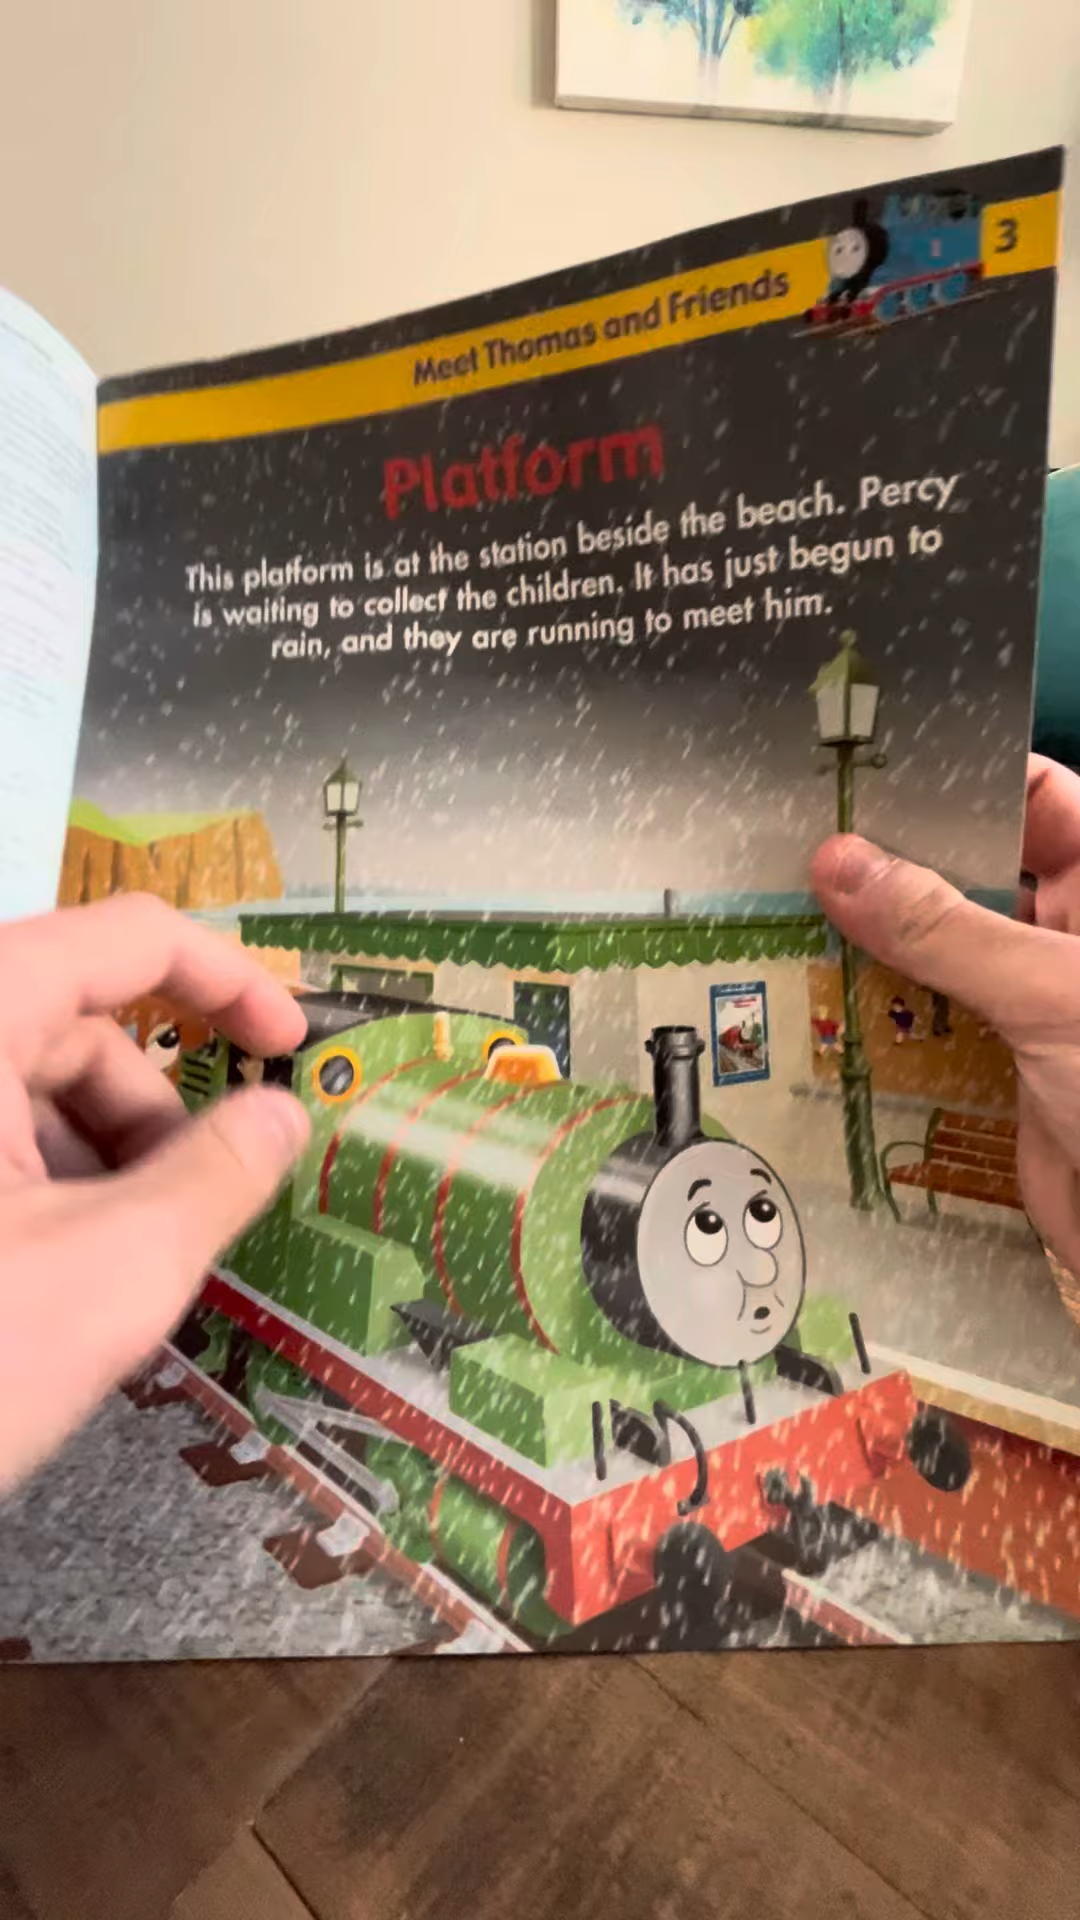 Meet Thomas and Friends
3
Platform
This platform is at the station beside the beach. Percy
is waiting to collect the children. It has just begun to
rain, and they are running to meet him.